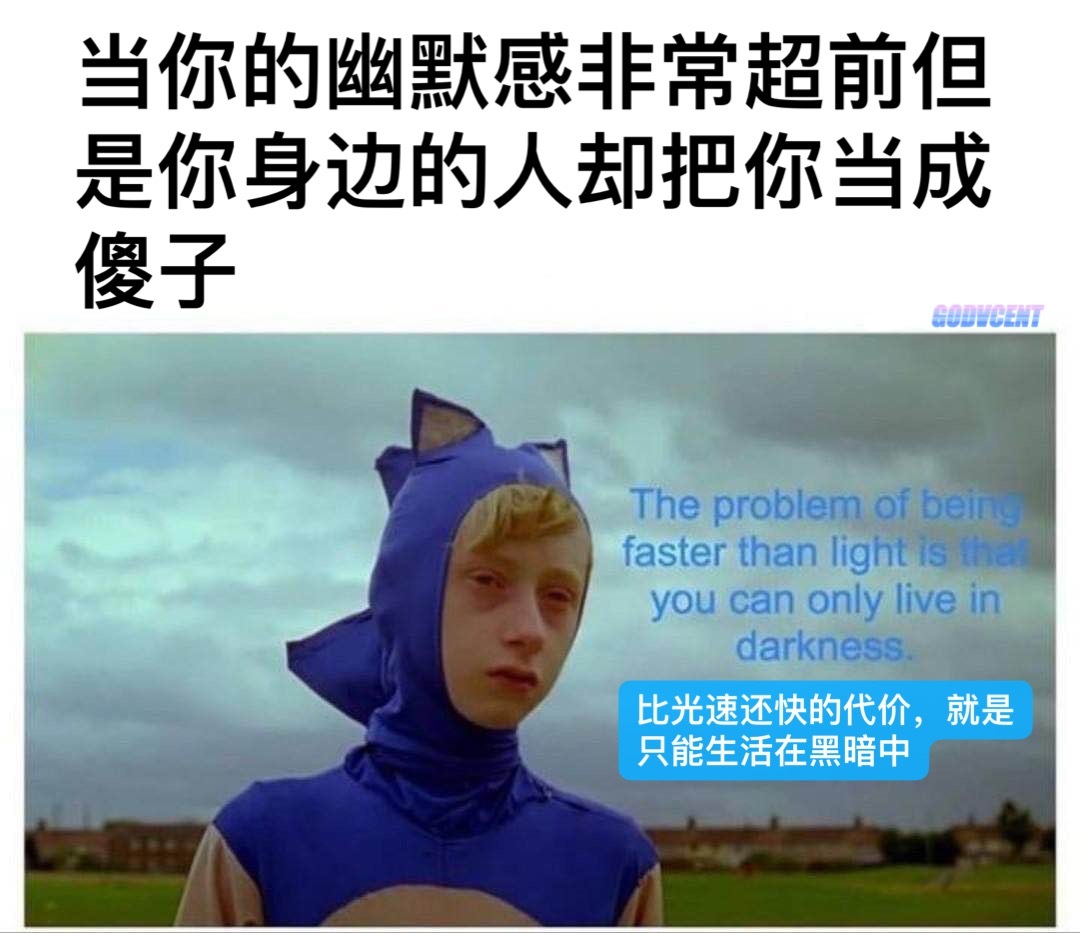 当你的幽默感非常超前但
是你身边的人却把你当成
傻子
GODVCENT
The problem of being
faster than light is that
you can only live in
darkness.
比光速还快的代价，就是
只能生活在黑暗中